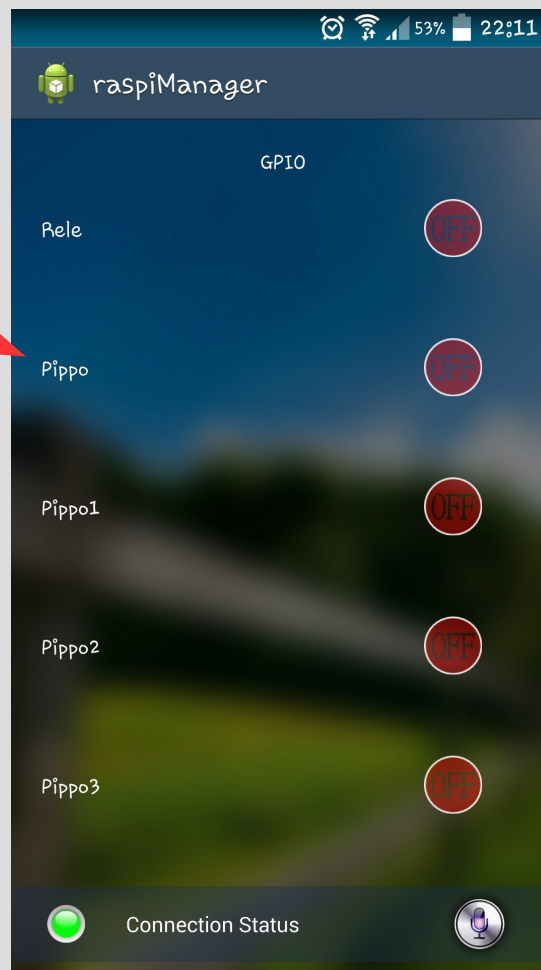 53% 22:11
raspiManager
GPIO
Rele OFF
Pippo OFF
Pippo1 OFF
Pippo2 OFF
Pippo3 OFF
Connection Status